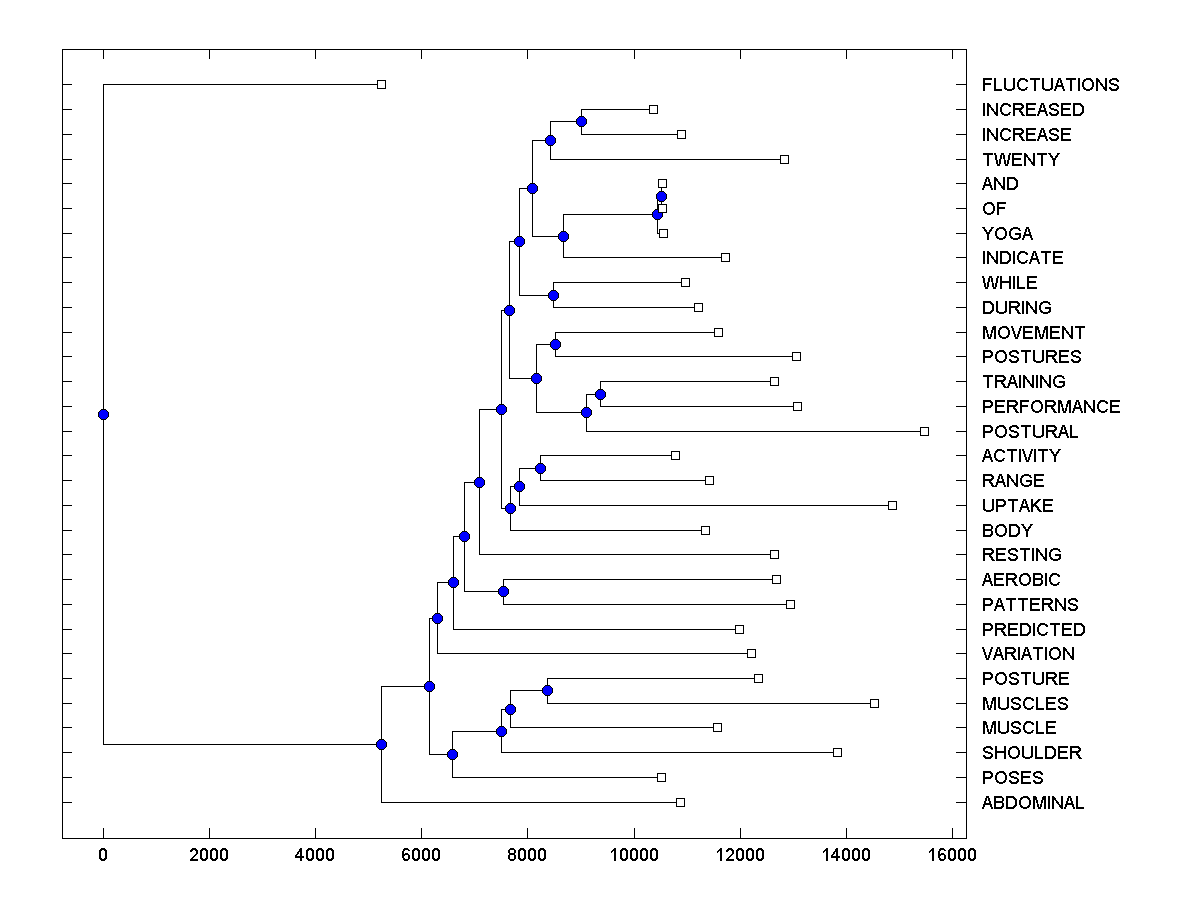 FLUCTUATIONS
INCREASED
INCREASE
TWENTY
AND
OF
YOGA
INDICATE
WHILE
DURING
MOVEMENT
POSTURES
TRAINING
PERFORMANCE
POSTURAL
ACTIVITY
RANGE
UPTAKE
BODY
RESTING
AEROBIC
PATTERNS
PREDICTED
VARIATION
POSTURE
MUSCLES
MUSCLE
SHOULDER
POSES
ABDOMINAL
0 2000 4000 6000 8000 10000 12000 14000 16000